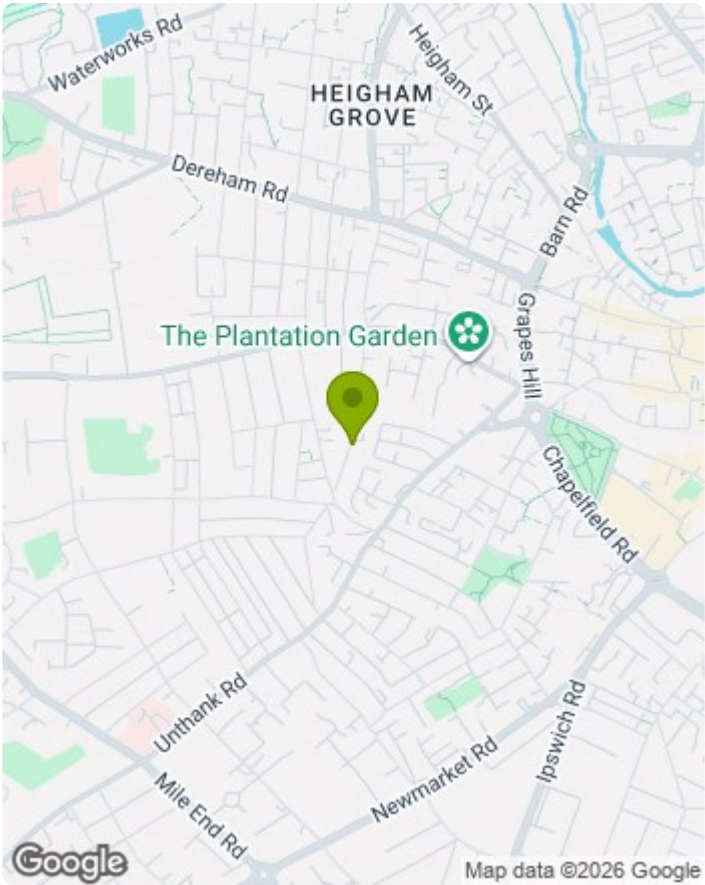 Waterworks Rd
HEIGHAM
GROVE
Heigham St
Dereham Rd
Barn Rd
The Plantation Garden
Grapes Hill
Chapelfield Rd
Unthank Rd
Ipswich Rd
Newmarket Rd
Mile End Rd
Google
Map data ©2026 Google